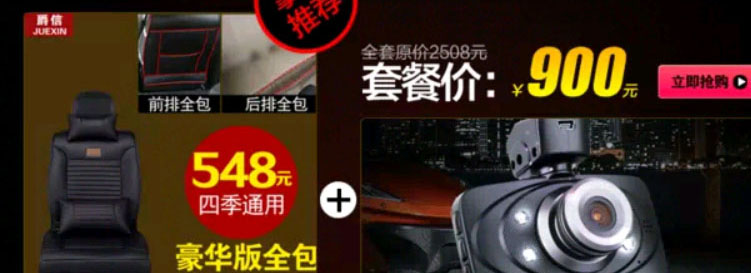 爵信
JUEXIN
推荐
前排全包
后排全包
548元
四季通用
豪华版全包
+
全套原价2508元
套餐价：￥900元
立即抢购